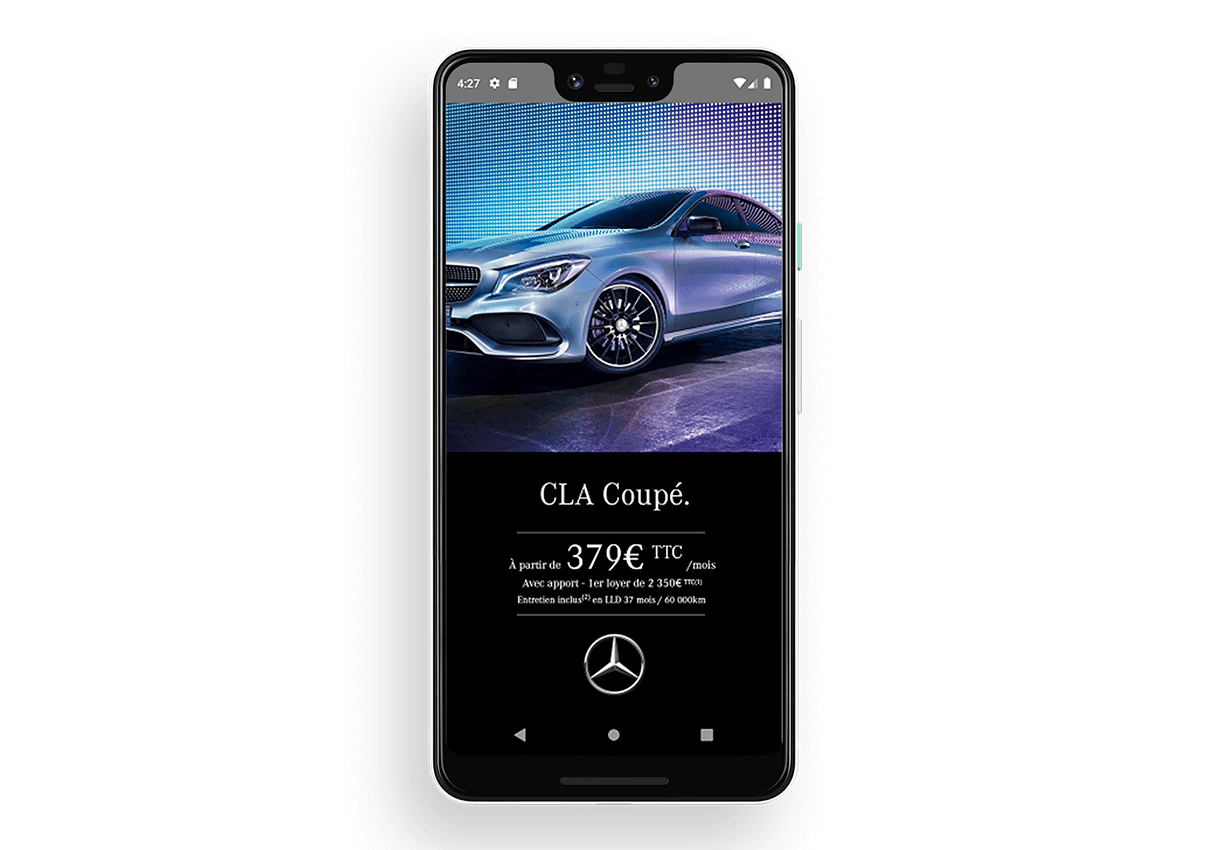 4:27
CLA Coupé.
À partir de 379€ TTC /mois
Avec apport - 1er loyer de 2 350€ TTC(1)
Entretien inclus(2) en LLD 37 mois / 60 000km